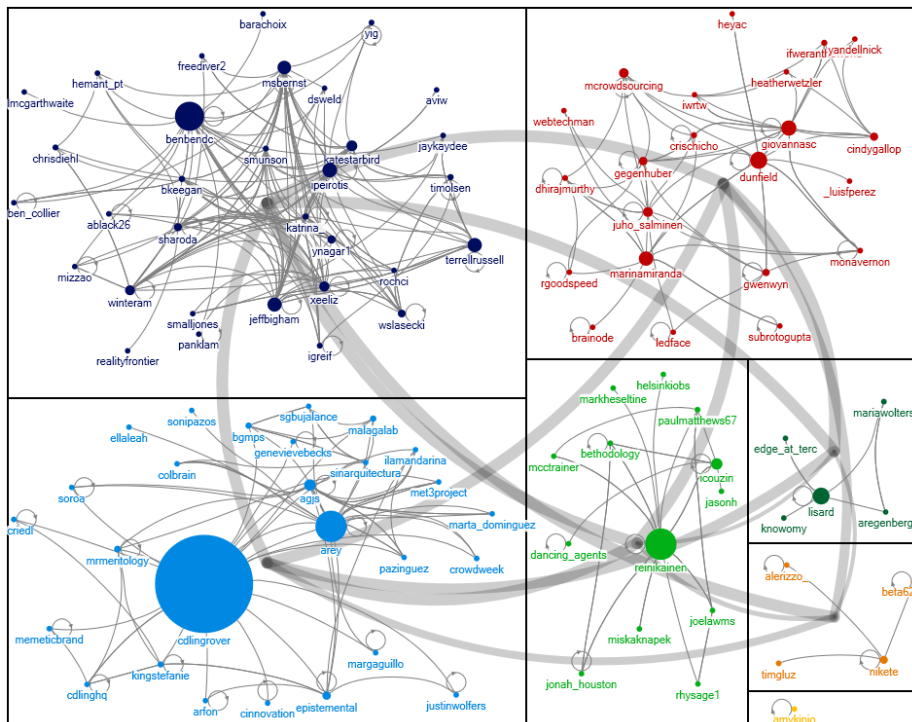 barachoix
yig
freediver2
msbernst
hemant_pt
dsweld
aviw
lmcgarthwaite
benbendc
jaykaydee
chrisdiehl
smunson
katestarbird
ipeirotis
bkeegan
timolsen
ben_collier
ablack26
katrina
sharoda
ynagar1
terrellrussell
mizzao
rochci
winteram
xeeliz
smalljones
jeffbigham
wslasecki
panklam
igreif
realityfrontier
heyac
yandellnick
heatherwetzler
mcrowdsourcing
iwrtw
webtechman
giovannasc
crischicho
cindygallop
gegenhuber
dunfield
dhirajmurthy
_luisfperez
juho_salminen
monavernon
marinamiranda
rgoodspeed
gwenwyn
brainode
ledface
subrotogupta
sgbujalance
sonipazos
malagalab
ellaleah
bgmps
genevievebecks
ilamandarina
colbrain
sinarquitectura
soroa
agjs
met3project
marta_dominguez
criedl
arey
mrmentology
pazinguez
crowdweek
cdlingrover
memeticbrand
margaguillo
kingstefanie
cdlinghq
arfon
cinnovation
epistemental
justinwolfers
helsinkiobs
markheseltine
paulmatthews67
bethodology
mcctrainer
icouzin
jasonh
dancing_agents
reinikainen
joelawms
miskaknapek
jonah_houston
rhysage1
mariawolters
edge_at_terc
lisard
knowomy
aregenberg
alerizzo_
beta62
timgluz
nikete
amykinio